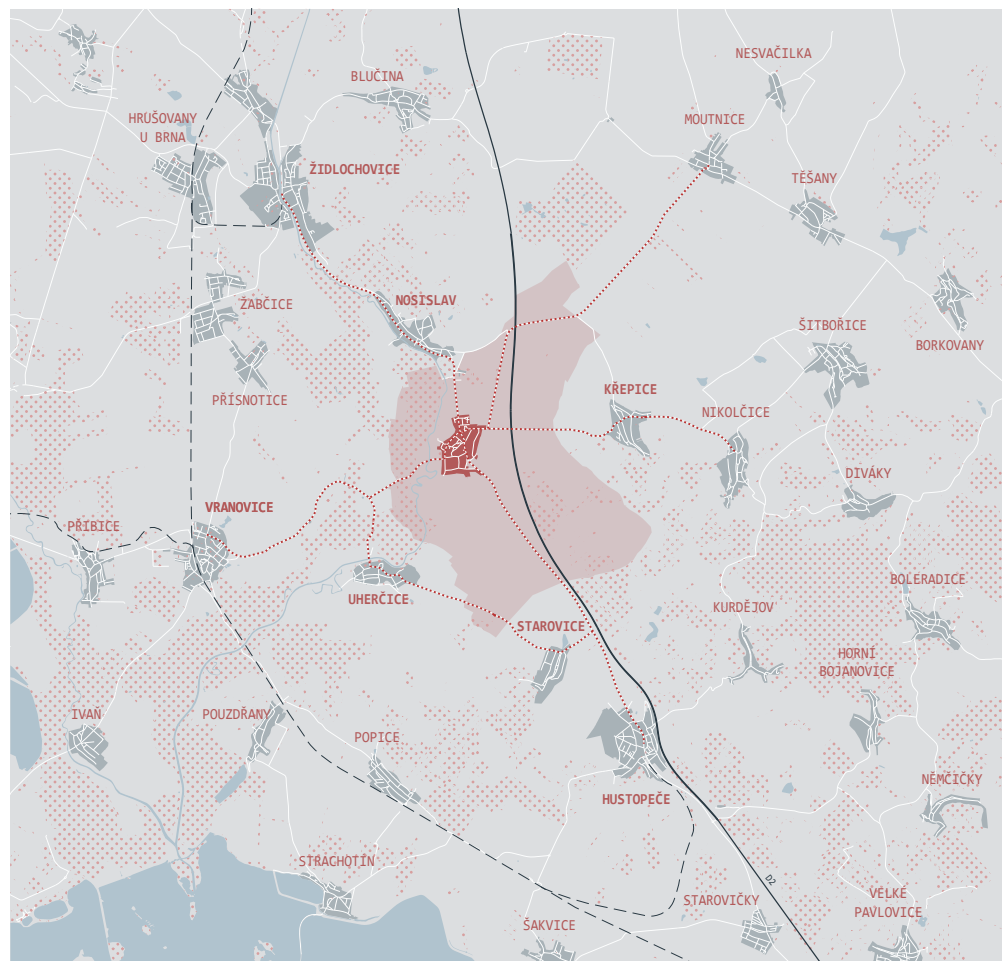 NESVAČILKA
BLUČINA
HRUŠOVANY
U BRNA
MOUTNICE
ŽIDLOCHOVICE
TĚŠANY
NOSISLAV
ŽABČICE
ŠITBOŘICE
BORKOVANY
PŘÍSNOTICE
KŘEPICE
NIKOLČICE
DIVÁKY
VRANOVICE
PŘIBICE
BOLERADICE
UHERČICE
KURDĚJOV
STAROVICE
HORNÍ
BOJANOVICE
IVAŇ
POUZDŘANY
POPICE
NĚMČIČKY
HUSTOPEČE
STRACHOTÍN
D2
STAROVIČKY
VELKÉ
PAVLOVICE
ŠAKVICE